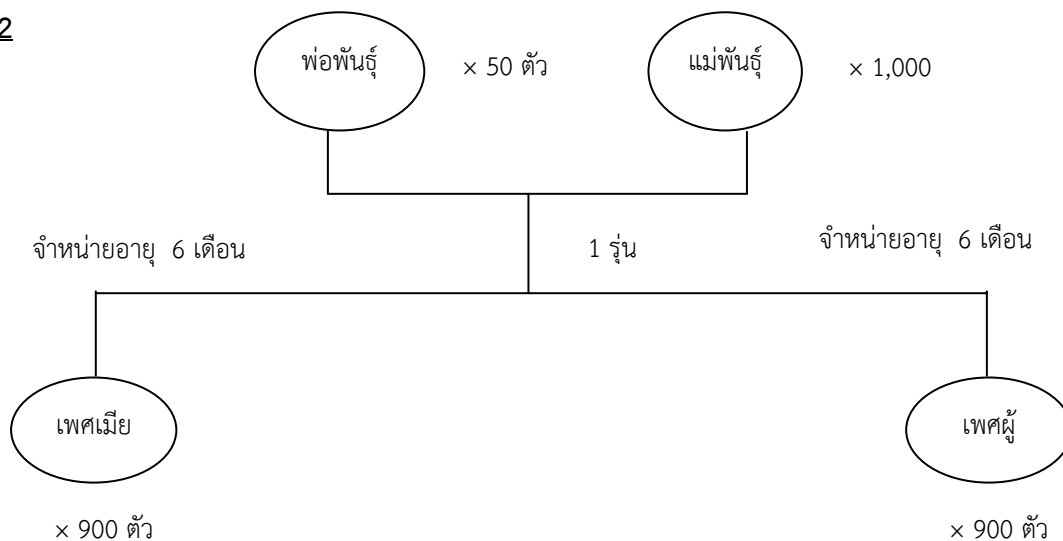 2
พ่อพันธุ์ × 50 ตัว แม่พันธุ์ × 1,000
จำหน่ายอายุ 6 เดือน 1 รุ่น จำหน่ายอายุ 6 เดือน
เพศเมีย เพศผู้
× 900 ตัว × 900 ตัว